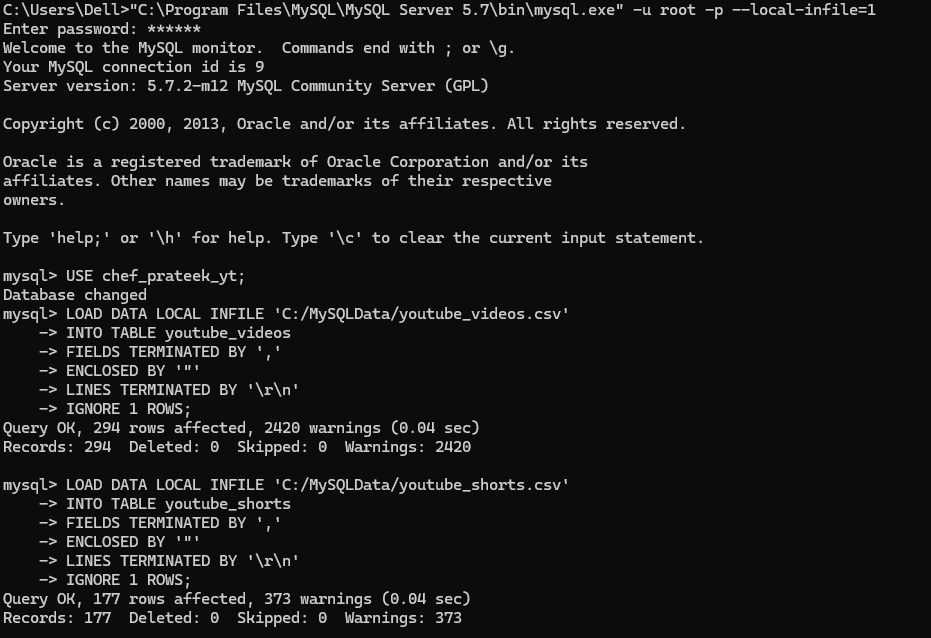 C:\Users\Dell>"C:\Program Files\MySQL\MySQL Server 5.7\bin\mysql.exe" -u root -p --local-infile=1
Enter password: ******
Welcome to the MySQL monitor.  Commands end with ; or \g.
Your MySQL connection id is 9
Server version: 5.7.2-m12 MySQL Community Server (GPL)
Copyright (c) 2000, 2013, Oracle and/or its affiliates. All rights reserved.
Oracle is a registered trademark of Oracle Corporation and/or its
affiliates. Other names may be trademarks of their respective
owners.
Type 'help;' or '\h' for help. Type '\c' to clear the current input statement.
mysql> USE chef_prateek_yt;
Database changed
mysql> LOAD DATA LOCAL INFILE 'C:/MySQLData/youtube_videos.csv'
    -> INTO TABLE youtube_videos
    -> FIELDS TERMINATED BY ','
    -> ENCLOSED BY '"'
    -> LINES TERMINATED BY '\r\n'
    -> IGNORE 1 ROWS;
Query OK, 294 rows affected, 2420 warnings (0.04 sec)
Records: 294  Deleted: 0  Skipped: 0  Warnings: 2420
mysql> LOAD DATA LOCAL INFILE 'C:/MySQLData/youtube_shorts.csv'
    -> INTO TABLE youtube_shorts
    -> FIELDS TERMINATED BY ','
    -> ENCLOSED BY '"'
    -> LINES TERMINATED BY '\r\n'
    -> IGNORE 1 ROWS;
Query OK, 177 rows affected, 373 warnings (0.04 sec)
Records: 177  Deleted: 0  Skipped: 0  Warnings: 373